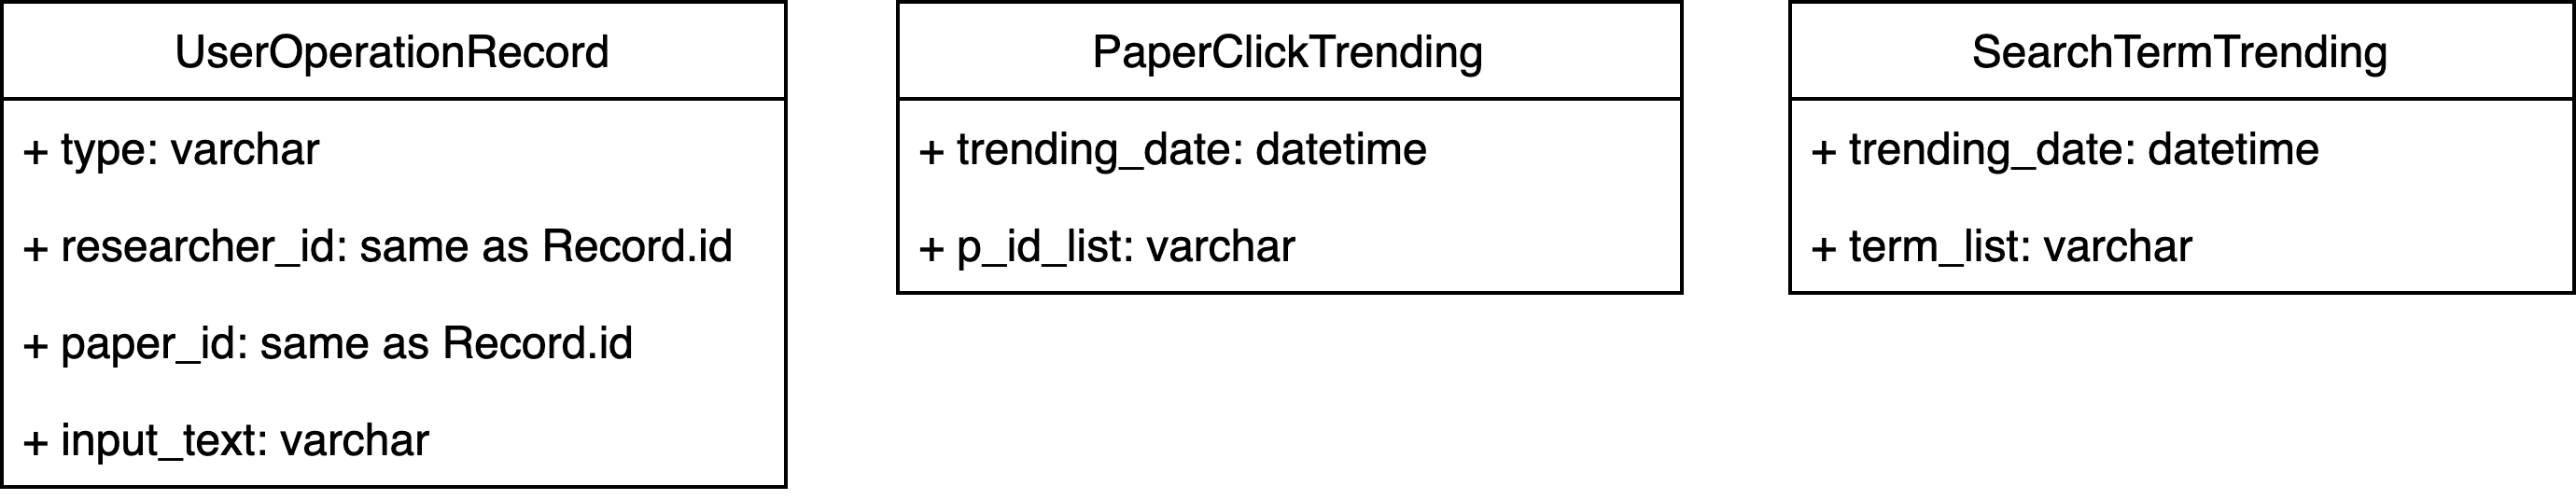 UserOperationRecord
+ type: varchar
+ researcher_id: same as Record.id
+ paper_id: same as Record.id
+ input_text: varchar
PaperClickTrending
+ trending_date: datetime
+ p_id_list: varchar
SearchTermTrending
+ trending_date: datetime
+ term_list: varchar